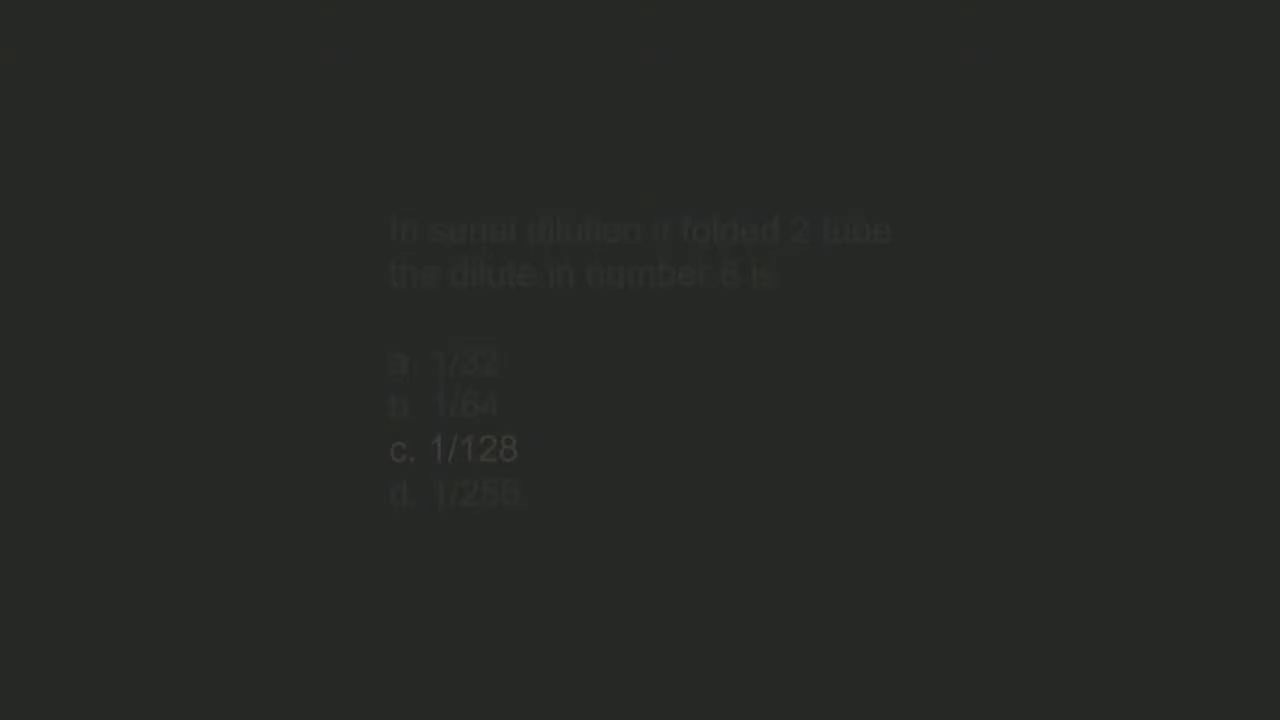 In serial dilution if folded 2 tube
the dilute in number 8 is
a. 1/32
b. 1/64
c. 1/128
d. 1/256